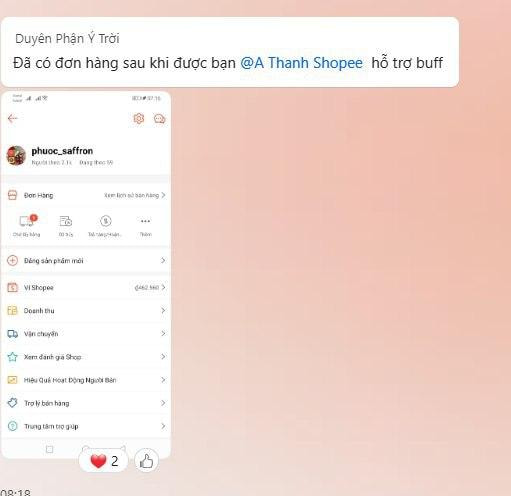 Duyên Phận Ý Trời
Đã có đơn hàng sau khi được bạn @A Thanh Shopee hỗ trợ buff
phuoc_saffron
Người theo 2.1k Đang theo 59
Đơn Hàng
Xem lịch sử bán hàng
1
Chờ lấy hàng
Đã hủy
Trả hàng/Hoàn..
Thêm
Đăng sản phẩm mới
Ví Shopee
₫462.560
Doanh thu
Vận chuyển
Xem đánh giá Shop
Hiệu Quả Hoạt Động Người Bán
Trợ lý bán hàng
Trung tâm trợ giúp
2
08:18